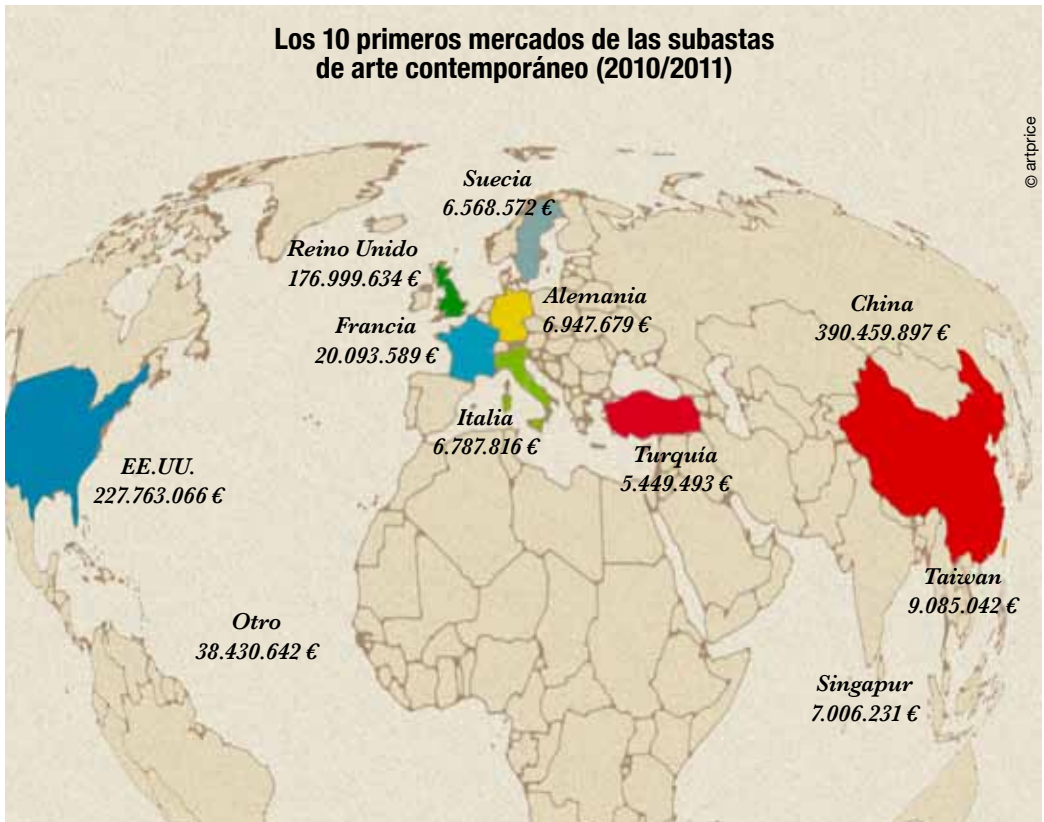 Los 10 primeros mercados de las subastas
de arte contemporáneo (2010/2011)
© artprice
Suecia
6.568.572 €
Reino Unido
176.999.634 €
Alemania
6.947.679 €
China
390.459.897 €
Francia
20.093.589 €
Italia
6.787.816 €
Turquía
5.449.493 €
EE.UU.
227.763.066 €
Taiwan
9.085.042 €
Otro
38.430.642 €
Singapur
7.006.231 €